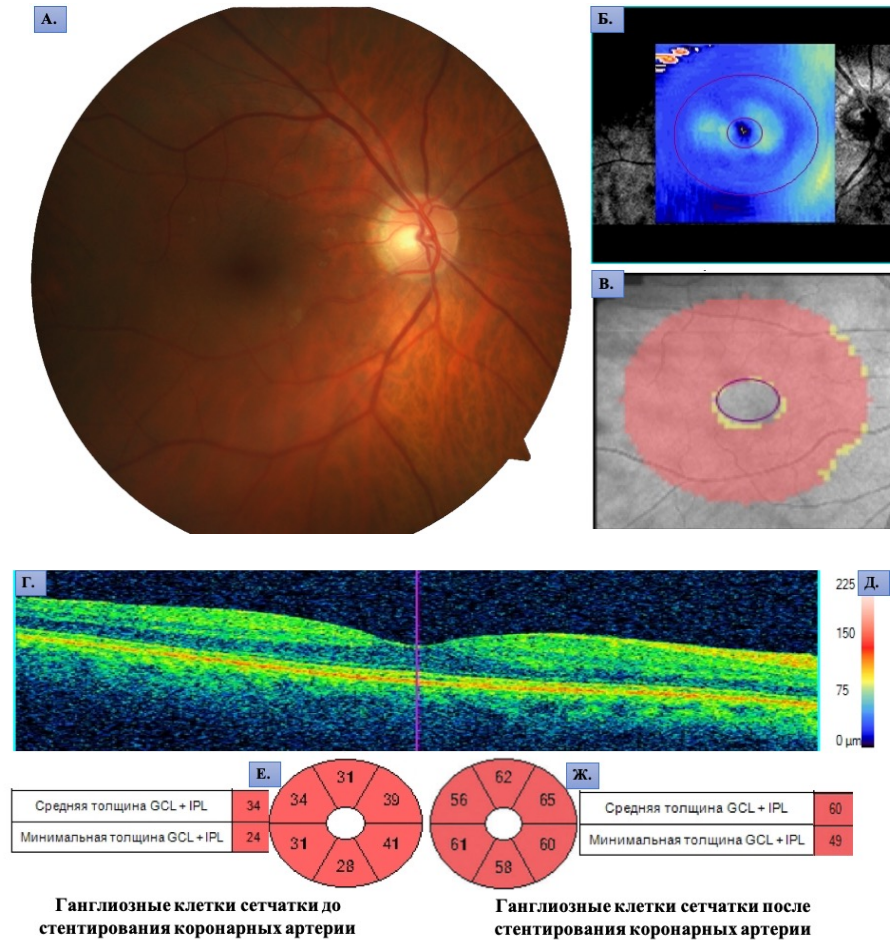 А.
Б.
В.
Г.
Д.
225
150
75
0 µm
Е.
Средняя толщина GCL + IPL 34
Минимальная толщина GCL + IPL 24
31
34 39
31 41
28
Ж.
62
56 65
61 60
58
Средняя толщина GCL + IPL 60
Минимальная толщина GCL + IPL 49
Ганглиозные клетки сетчатки до
стентирования коронарных артерии
Ганглиозные клетки сетчатки после
стентирования коронарных артерии